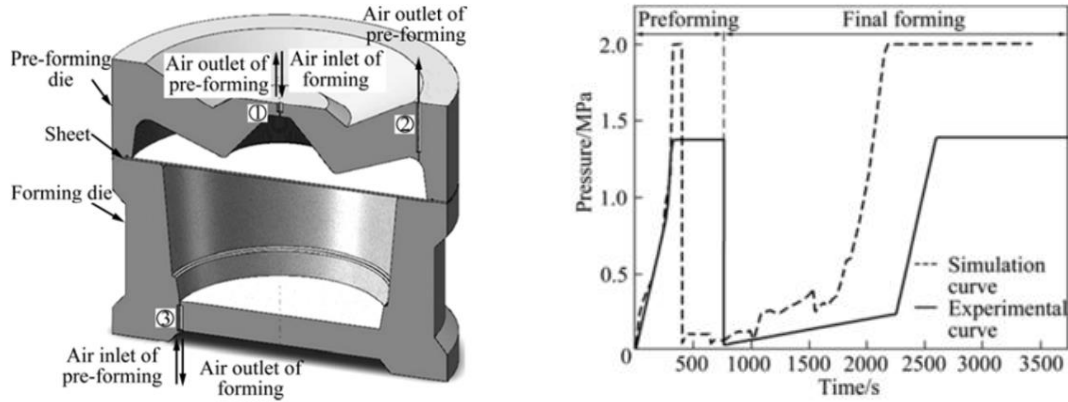 Air outlet of
pre-forming
Air outlet of
pre-forming
Air inlet of
forming
Pre-forming
die
①
②
Sheet
Forming die
③
Air inlet of
pre-forming
Air outlet of
forming
Preforming
Final forming
2.0
1.5
1.0
0.5
0
Pressure/MPa
Simulation
curve
Experimental
curve
500 1000 1500 2000 2500 3000 3500
Time/s